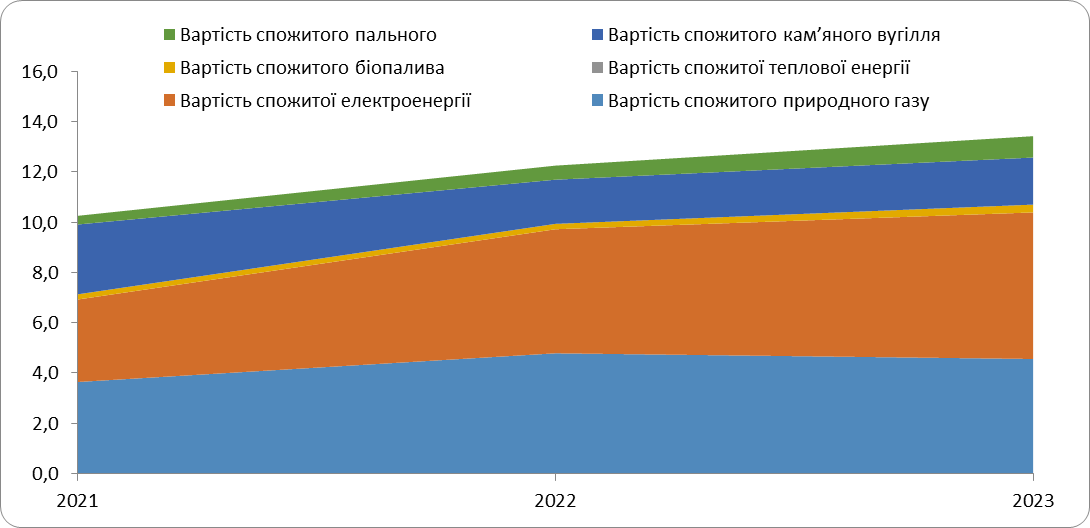 Вартість спожитого пального
Вартість спожитого кам’яного вугілля
Вартість спожитого біопалива
Вартість спожитої теплової енергії
Вартість спожитої електроенергії
Вартість спожитого природного газу
16,0
14,0
12,0
10,0
8,0
6,0
4,0
2,0
0,0
2021
2022
2023